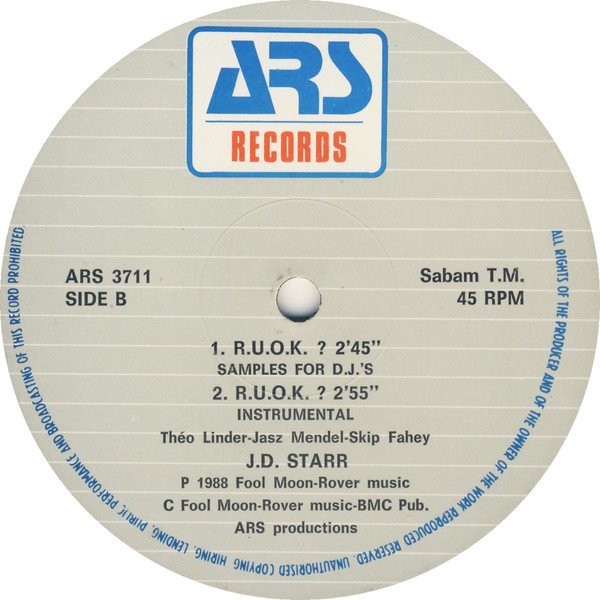 ARS
RECORDS
ARS 3711
SIDE B
Sabam T.M.
45 RPM
1. R.U.O.K. ? 2'45''
SAMPLES FOR D.J.'S
2. R.U.O.K. ? 2'55''
INSTRUMENTAL
Théo Linder-Jasz Mendel-Skip Fahey
J.D. STARR
P 1988 Fool Moon-Rover music
C Fool Moon-Rover music-BMC Pub.
ARS productions
ALL RIGHTS OF THE PRODUCER AND OF THE OWNER OF THE WORK REPRODUCED RESERVED. UNAUTHORISED COPYING, HIRING, LENDING, PUBLIC PERFORMANCE AND BROADCASTING OF THIS RECORD PROHIBITED.